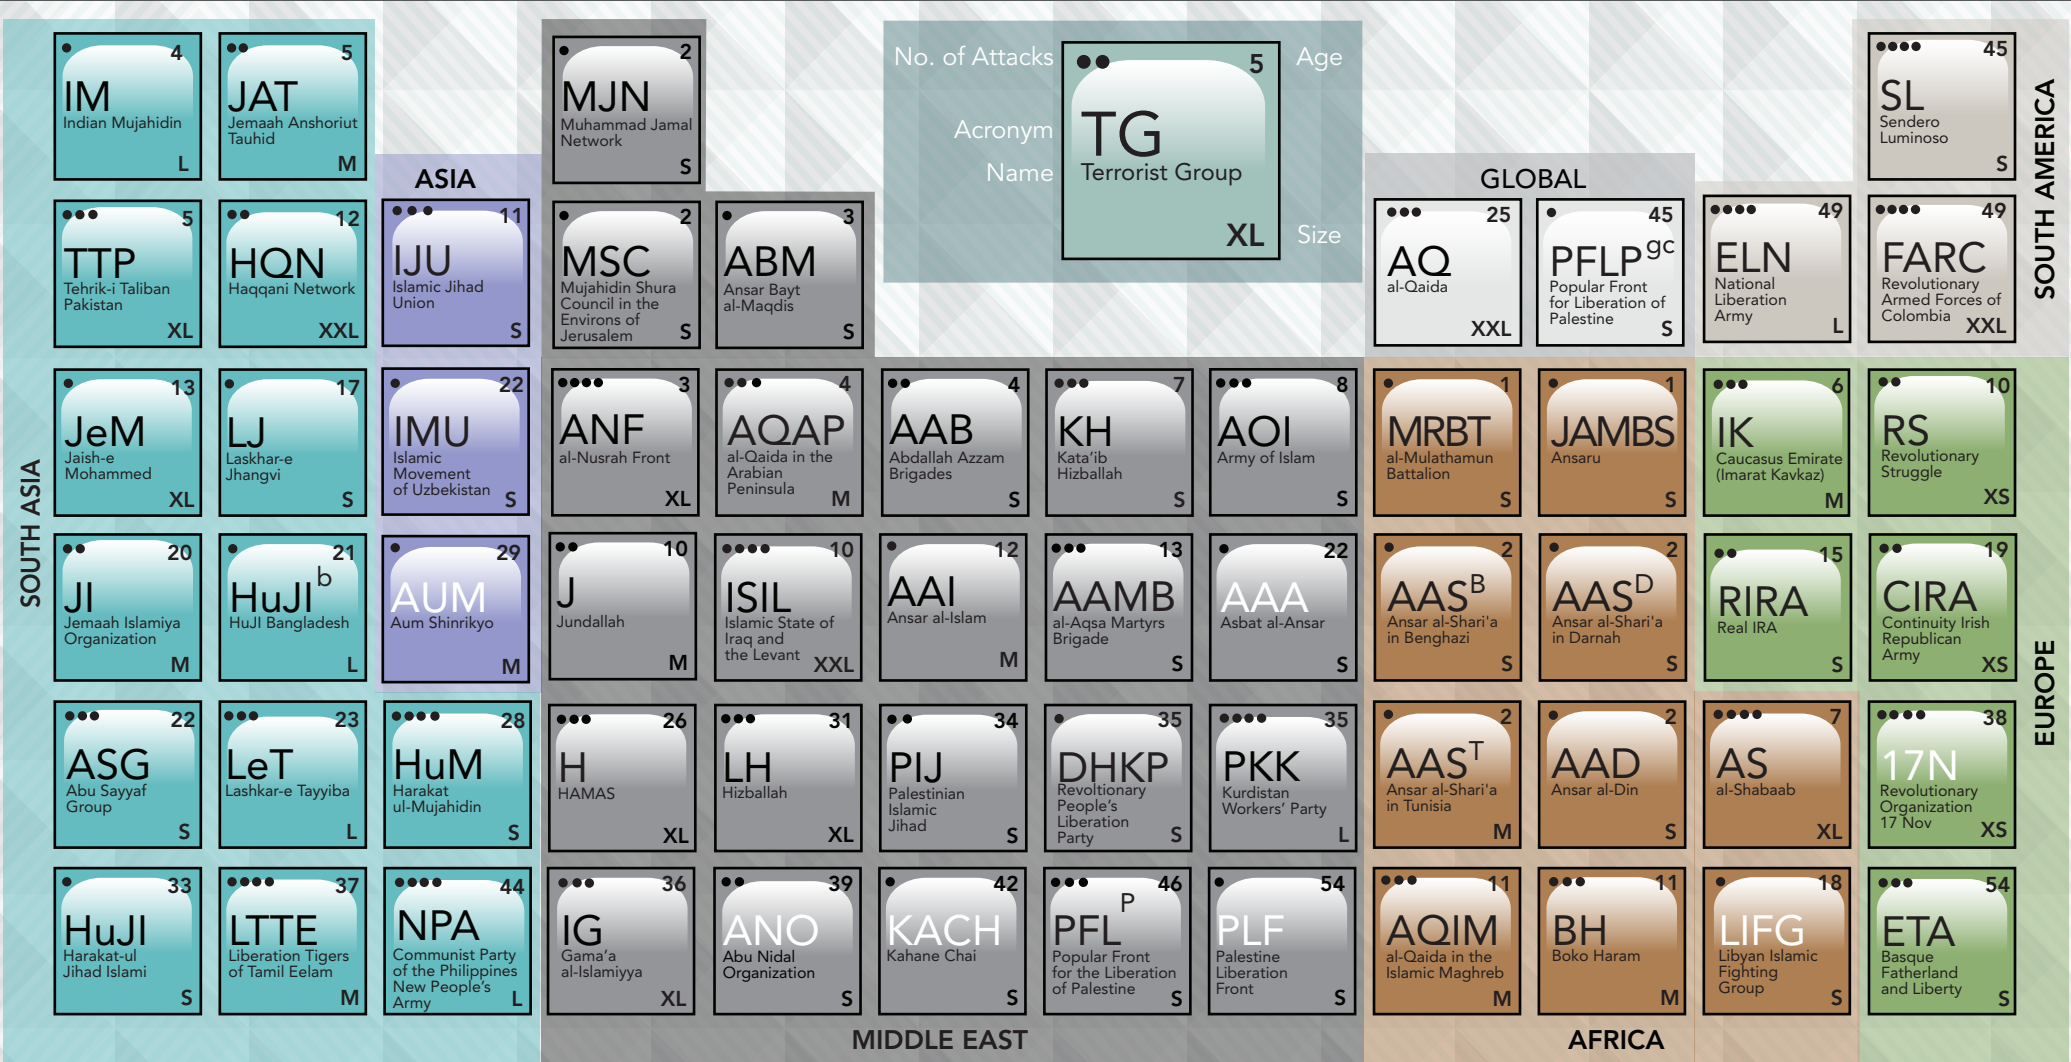 No. of Attacks
Age
Acronym
Name
Size
●●
5
TG
Terrorist Group
XL
SOUTH ASIA
●
4
IM
Indian Mujahidin
L
●●
5
JAT
Jemaah Anshoriut
Tauhid
M
●●●
5
TTP
Tehrik-i Taliban
Pakistan
XL
●●
12
HQN
Haqqani Network
XXL
●
13
JeM
Jaish-e
Mohammed
XL
●
17
LJ
Laskhar-e
Jhangvi
S
●●
20
JI
Jemaah Islamiya
Organization
M
●
21
HuJI b
HuJI Bangladesh
L
●●●
22
ASG
Abu Sayyaf
Group
S
●●●
23
LeT
Lashkar-e Tayyiba
L
●●●●
28
HuM
Harakat
ul-Mujahidin
S
●
33
HuJI
Harakat-ul
Jihad Islami
S
●●●●
37
LTTE
Liberation Tigers
of Tamil Eelam
M
●●●●
44
NPA
Communist Party
of the Philippines
New People's
Army
L
ASIA
●●●
11
IJU
Islamic Jihad
Union
S
●
22
IMU
Islamic
Movement
of Uzbekistan
S
●
29
AUM
Aum Shinrikyo
M
MIDDLE EAST
●
2
MJN
Muhammad Jamal
Network
S
●
2
MSC
Mujahidin Shura
Council in the
Environs of
Jerusalem
S
●
3
ABM
Ansar Bayt
al-Maqdis
S
●●●●
3
ANF
al-Nusrah Front
XL
●●●
4
AQAP
al-Qaida in the
Arabian
Peninsula
M
●●
4
AAB
Abdallah Azzam
Brigades
S
●●●
7
KH
Kata'ib
Hizballah
S
●●●
8
AOI
Army of Islam
S
●●
10
J
Jundallah
M
●●●●
10
ISIL
Islamic State of
Iraq and
the Levant
XXL
●
12
AAI
Ansar al-Islam
M
●●●
13
AAMB
al-Aqsa Martyrs
Brigade
S
●
22
AAA
Asbat al-Ansar
S
●●●
26
H
HAMAS
XL
●●●
31
LH
Hizballah
XL
●●
34
PIJ
Palestinian
Islamic
Jihad
S
●
35
DHKP
Revoltionary
People's
Liberation
Party
S
●●●●
35
PKK
Kurdistan
Workers' Party
L
●●●
36
IG
Gama'a
al-Islamiyya
XL
●●
39
ANO
Abu Nidal
Organization
S
●
42
KACH
Kahane Chai
S
●●●
46
PFL P
Popular Front
for the Liberation
of Palestine
S
●
54
PLF
Palestine
Liberation
Front
S
GLOBAL
●●●
25
AQ
al-Qaida
XXL
●
45
PFLP gc
Popular Front
for Liberation of
Palestine
S
SOUTH AMERICA
●●●●
45
SL
Sendero
Luminoso
S
●●●●
49
ELN
National
Liberation
Army
L
●●●●
49
FARC
Revolutionary
Armed Forces of
Colombia
XXL
AFRICA
●
1
MRBT
al-Mulathamun
Battalion
S
●
1
JAMBS
Ansaru
S
●
2
AAS B
Ansar al-Shari'a
in Benghazi
S
●
2
AAS D
Ansar al-Shari'a
in Darnah
S
●
2
AAS T
Ansar al-Shari'a
in Tunisia
M
●
2
AAD
Ansar al-Din
S
●●●●
7
AS
al-Shabaab
XL
●●●
11
AQIM
al-Qaida in the
Islamic Maghreb
M
●●●
11
BH
Boko Haram
M
●
18
LIFG
Libyan Islamic
Fighting
Group
S
EUROPE
●●●
6
IK
Caucasus Emirate
(Imarat Kavkaz)
M
●●
10
RS
Revolutionary
Struggle
XS
●●
15
RIRA
Real IRA
S
●●
19
CIRA
Continuity Irish
Republican
Army
XS
●●●●
38
17N
Revolutionary
Organization
17 Nov
XS
●●●
54
ETA
Basque
Fatherland
and Liberty
S